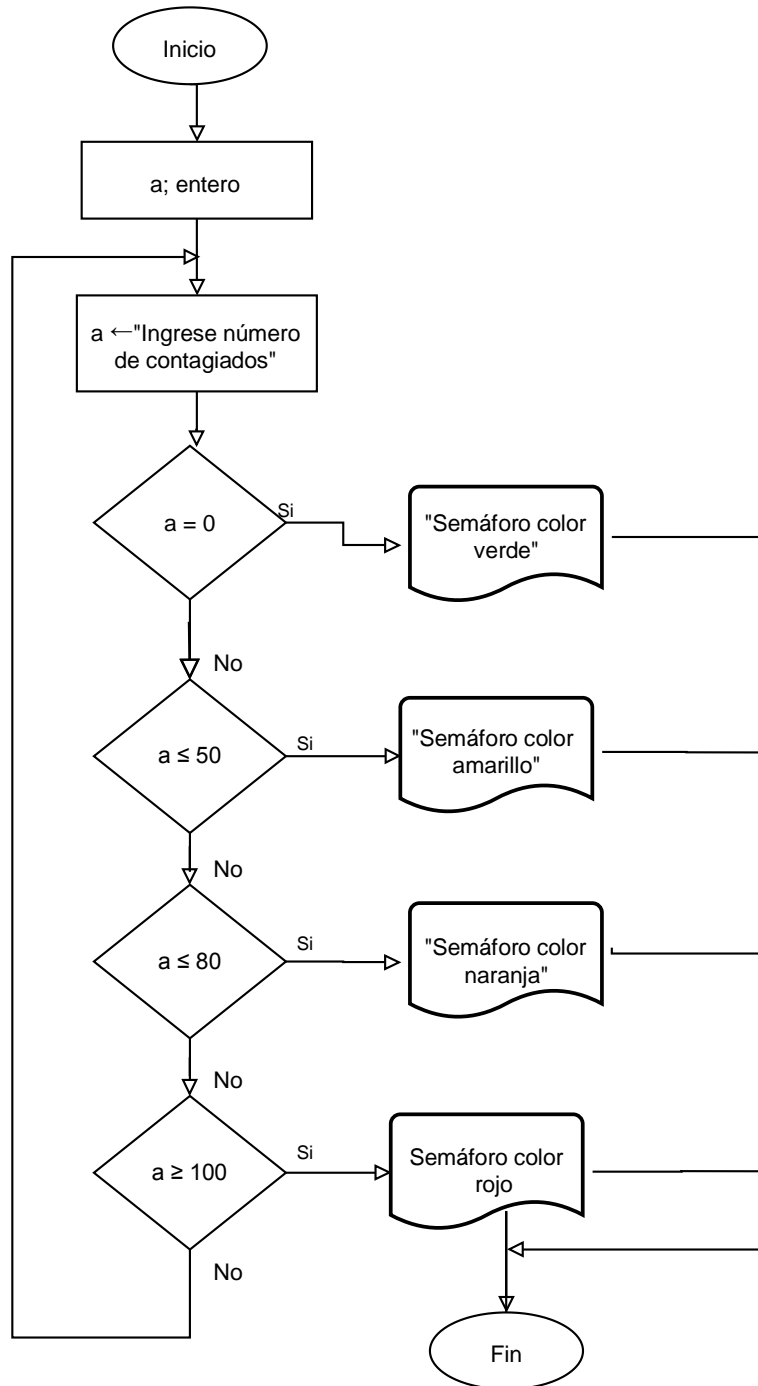 Inicio
a; entero
a ←"Ingrese número
de contagiados"
a = 0
Si
"Semáforo color
verde"
No
a ≤ 50
Si
"Semáforo color
amarillo"
No
a ≤ 80
Si
"Semáforo color
naranja"
No
a ≥ 100
Si
Semáforo color
rojo
No
Fin